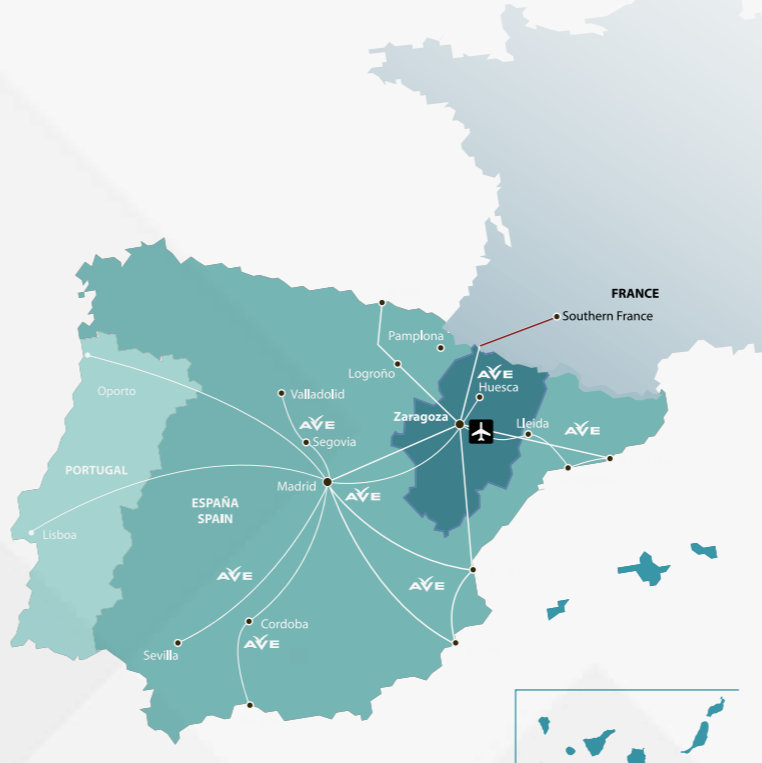 FRANCE
Southern France
Pamplona
Logroño
AVE
Huesca
Oporto
Valladolid
Zaragoza
AVE
Segovia
Lleida
AVE
PORTUGAL
Madrid
AVE
ESPAÑA
SPAIN
Lisboa
AVE
AVE
Cordoba
AVE
Sevilla